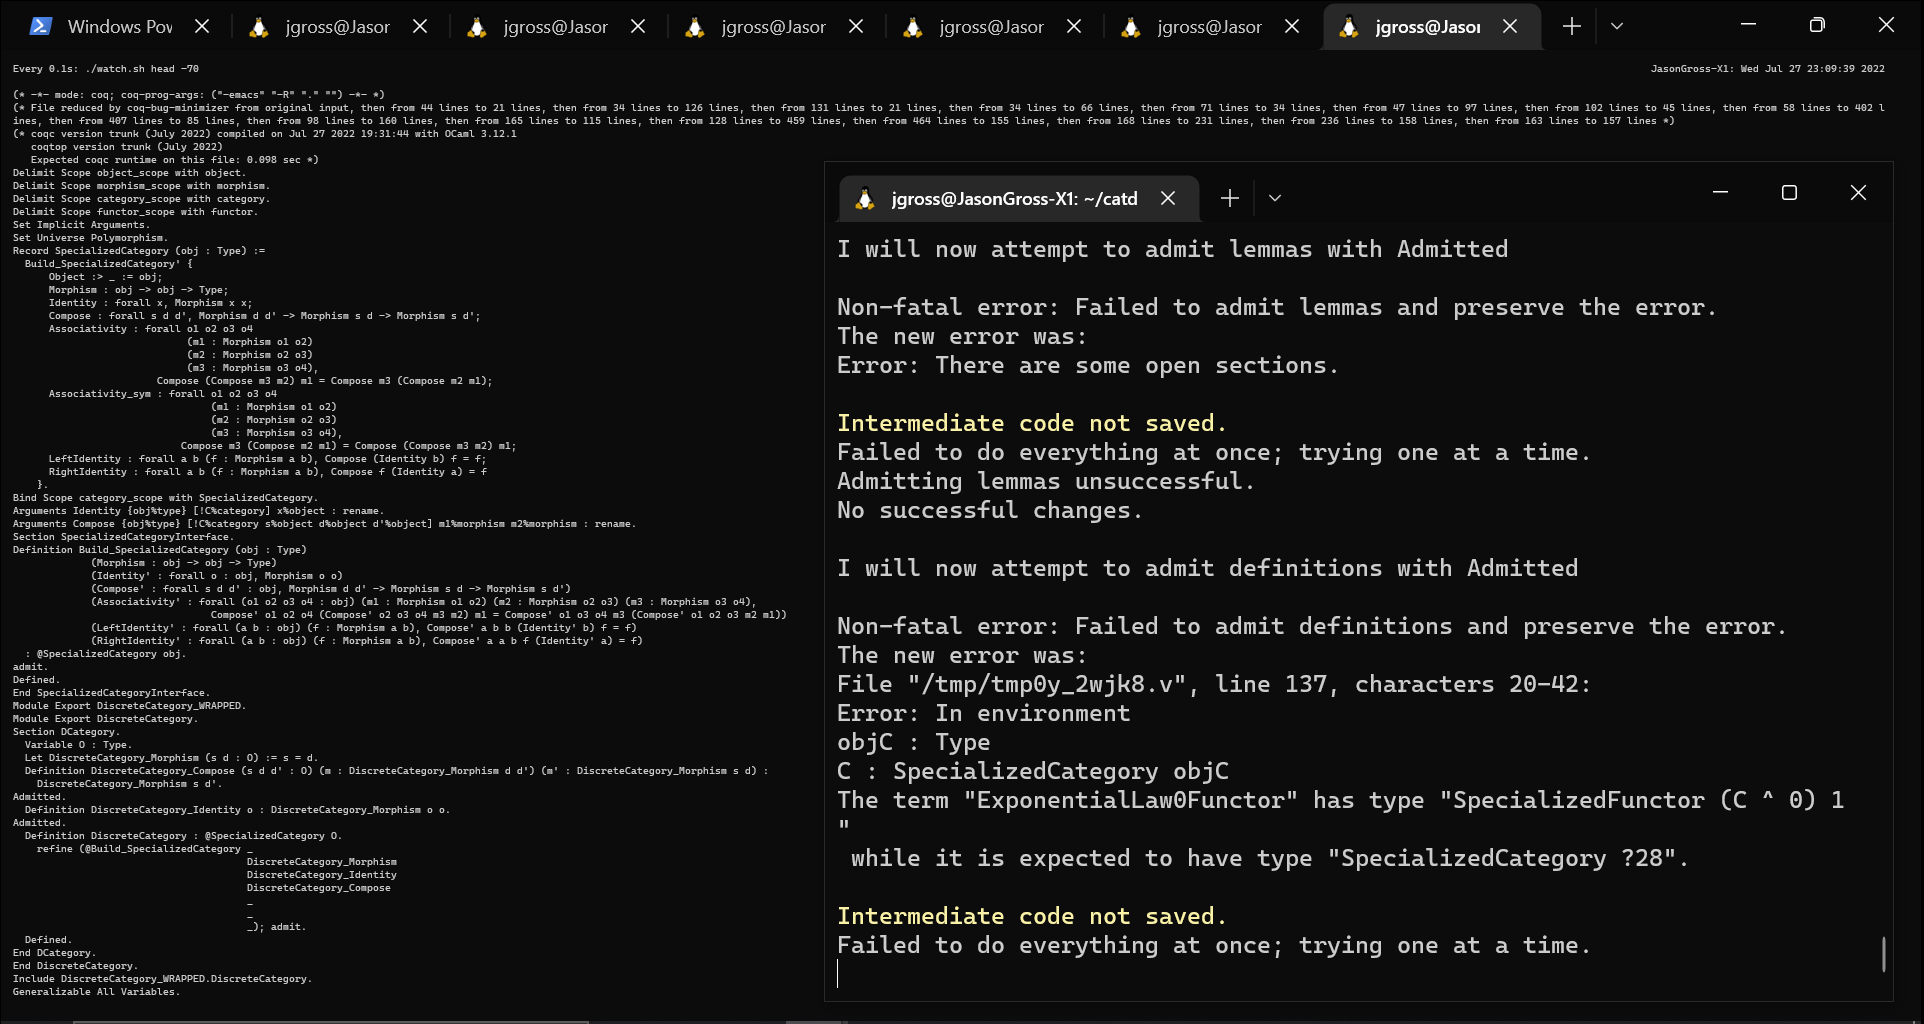 Windows Pov
jgross@Jasor
jgross@Jasor
jgross@Jasor
jgross@Jasor
jgross@Jasor
jgross@Jasoı
Every 0.1s: ./watch.sh head -70
JasonGross-X1: Wed Jul 27 23:09:39 2022
(* -*- mode: coq; coq-prog-args: ("-emacs" "-R" "." "") -*- *)
(* File reduced by coq-bug-minimizer from original input, then from 44 lines to 21 lines, then from 34 lines to 126 lines, then from 131 lines to 21 lines, then from 34 lines to 66 lines, then from 71 lines to 34 lines, then from 47 lines to 97 lines, then from 102 lines to 45 lines, then from 58 lines to 402 l
ines, then from 407 lines to 85 lines, then from 98 lines to 160 lines, then from 165 lines to 115 lines, then from 128 lines to 459 lines, then from 464 lines to 155 lines, then from 168 lines to 231 lines, then from 236 lines to 158 lines, then from 163 lines to 157 lines *)
(* coqc version trunk (July 2022) compiled on Jul 27 2022 19:31:44 with OCaml 3.12.1
   coqtop version trunk (July 2022)
   Expected coqc runtime on this file: 0.098 sec *)
Delimit Scope object_scope with object.
Delimit Scope morphism_scope with morphism.
Delimit Scope category_scope with category.
Delimit Scope functor_scope with functor.
Set Implicit Arguments.
Set Universe Polymorphism.
Record SpecializedCategory (obj : Type) :=
  Build_SpecializedCategory' {
      Object :> _ := obj;
      Morphism : obj -> obj -> Type;
      Identity : forall x, Morphism x x;
      Compose : forall s d d', Morphism d d' -> Morphism s d -> Morphism s d';
      Associativity : forall o1 o2 o3 o4
                             (m1 : Morphism o1 o2)
                             (m2 : Morphism o2 o3)
                             (m3 : Morphism o3 o4),
                        Compose (Compose m3 m2) m1 = Compose m3 (Compose m2 m1);
      Associativity_sym : forall o1 o2 o3 o4
                                 (m1 : Morphism o1 o2)
                                 (m2 : Morphism o2 o3)
                                 (m3 : Morphism o3 o4),
                            Compose m3 (Compose m2 m1) = Compose (Compose m3 m2) m1;
      LeftIdentity : forall a b (f : Morphism a b), Compose (Identity b) f = f;
      RightIdentity : forall a b (f : Morphism a b), Compose f (Identity a) = f
    }.
Bind Scope category_scope with SpecializedCategory.
Arguments Identity {obj%type} [!C%category] x%object : rename.
Arguments Compose {obj%type} [!C%category s%object d%object d'%object] m1%morphism m2%morphism : rename.
Section SpecializedCategoryInterface.
Definition Build_SpecializedCategory (obj : Type)
             (Morphism : obj -> obj -> Type)
             (Identity' : forall o : obj, Morphism o o)
             (Compose' : forall s d d' : obj, Morphism d d' -> Morphism s d -> Morphism s d')
             (Associativity' : forall (o1 o2 o3 o4 : obj) (m1 : Morphism o1 o2) (m2 : Morphism o2 o3) (m3 : Morphism o3 o4),
                                 Compose' o1 o2 o4 (Compose' o2 o3 o4 m3 m2) m1 = Compose' o1 o3 o4 m3 (Compose' o1 o2 o3 m2 m1))
             (LeftIdentity' : forall (a b : obj) (f : Morphism a b), Compose' a b b (Identity' b) f = f)
             (RightIdentity' : forall (a b : obj) (f : Morphism a b), Compose' a a b f (Identity' a) = f)
  : @SpecializedCategory obj.
admit.
Defined.
End SpecializedCategoryInterface.
Module Export DiscreteCategory_WRAPPED.
Module Export DiscreteCategory.
Section DCategory.
  Variable O : Type.
  Let DiscreteCategory_Morphism (s d : O) := s = d.
  Definition DiscreteCategory_Compose (s d d' : O) (m : DiscreteCategory_Morphism d d') (m' : DiscreteCategory_Morphism s d) :
    DiscreteCategory_Morphism s d'.
Admitted.
  Definition DiscreteCategory_Identity o : DiscreteCategory_Morphism o o.
Admitted.
  Definition DiscreteCategory : @SpecializedCategory O.
    refine (@Build_SpecializedCategory _
                                       DiscreteCategory_Morphism
                                       DiscreteCategory_Identity
                                       DiscreteCategory_Compose
                                       _
                                       _
                                       _); admit.
  Defined.
End DCategory.
End DiscreteCategory.
Include DiscreteCategory_WRAPPED.DiscreteCategory.
Generalizable All Variables.
jgross@JasonGross-X1: ~/catd
I will now attempt to admit lemmas with Admitted
Non-fatal error: Failed to admit lemmas and preserve the error.
The new error was:
Error: There are some open sections.
Intermediate code not saved.
Failed to do everything at once; trying one at a time.
Admitting lemmas unsuccessful.
No successful changes.
I will now attempt to admit definitions with Admitted
Non-fatal error: Failed to admit definitions and preserve the error.
The new error was:
File "/tmp/tmp0y_2wjk8.v", line 137, characters 20-42:
Error: In environment
objC : Type
C : SpecializedCategory objC
The term "ExponentialLaw0Functor" has type "SpecializedFunctor (C ^ 0) 1
"
 while it is expected to have type "SpecializedCategory ?28".
Intermediate code not saved.
Failed to do everything at once; trying one at a time.